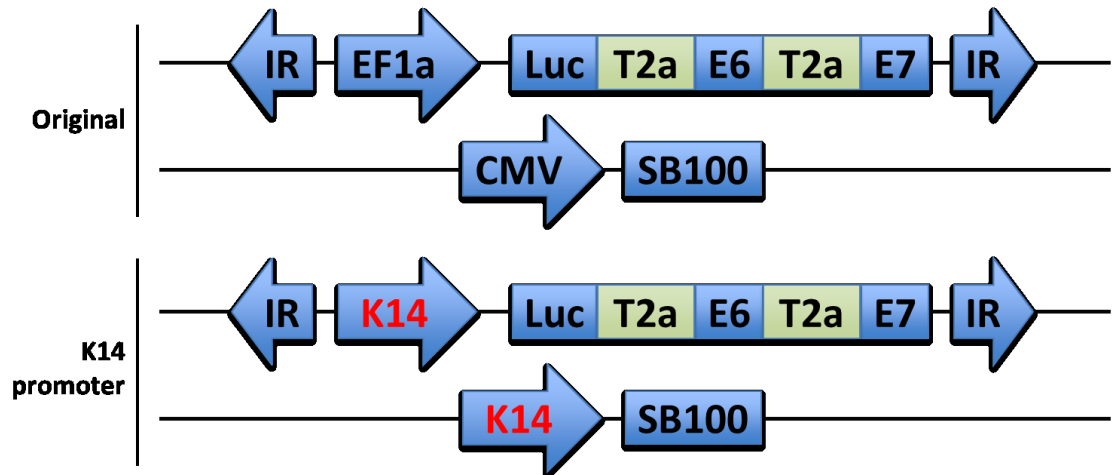 IR EF1a Luc T2a E6 T2a E7 IR
Original
CMV SB100
IR K14 Luc T2a E6 T2a E7 IR
K14
promoter
K14 SB100